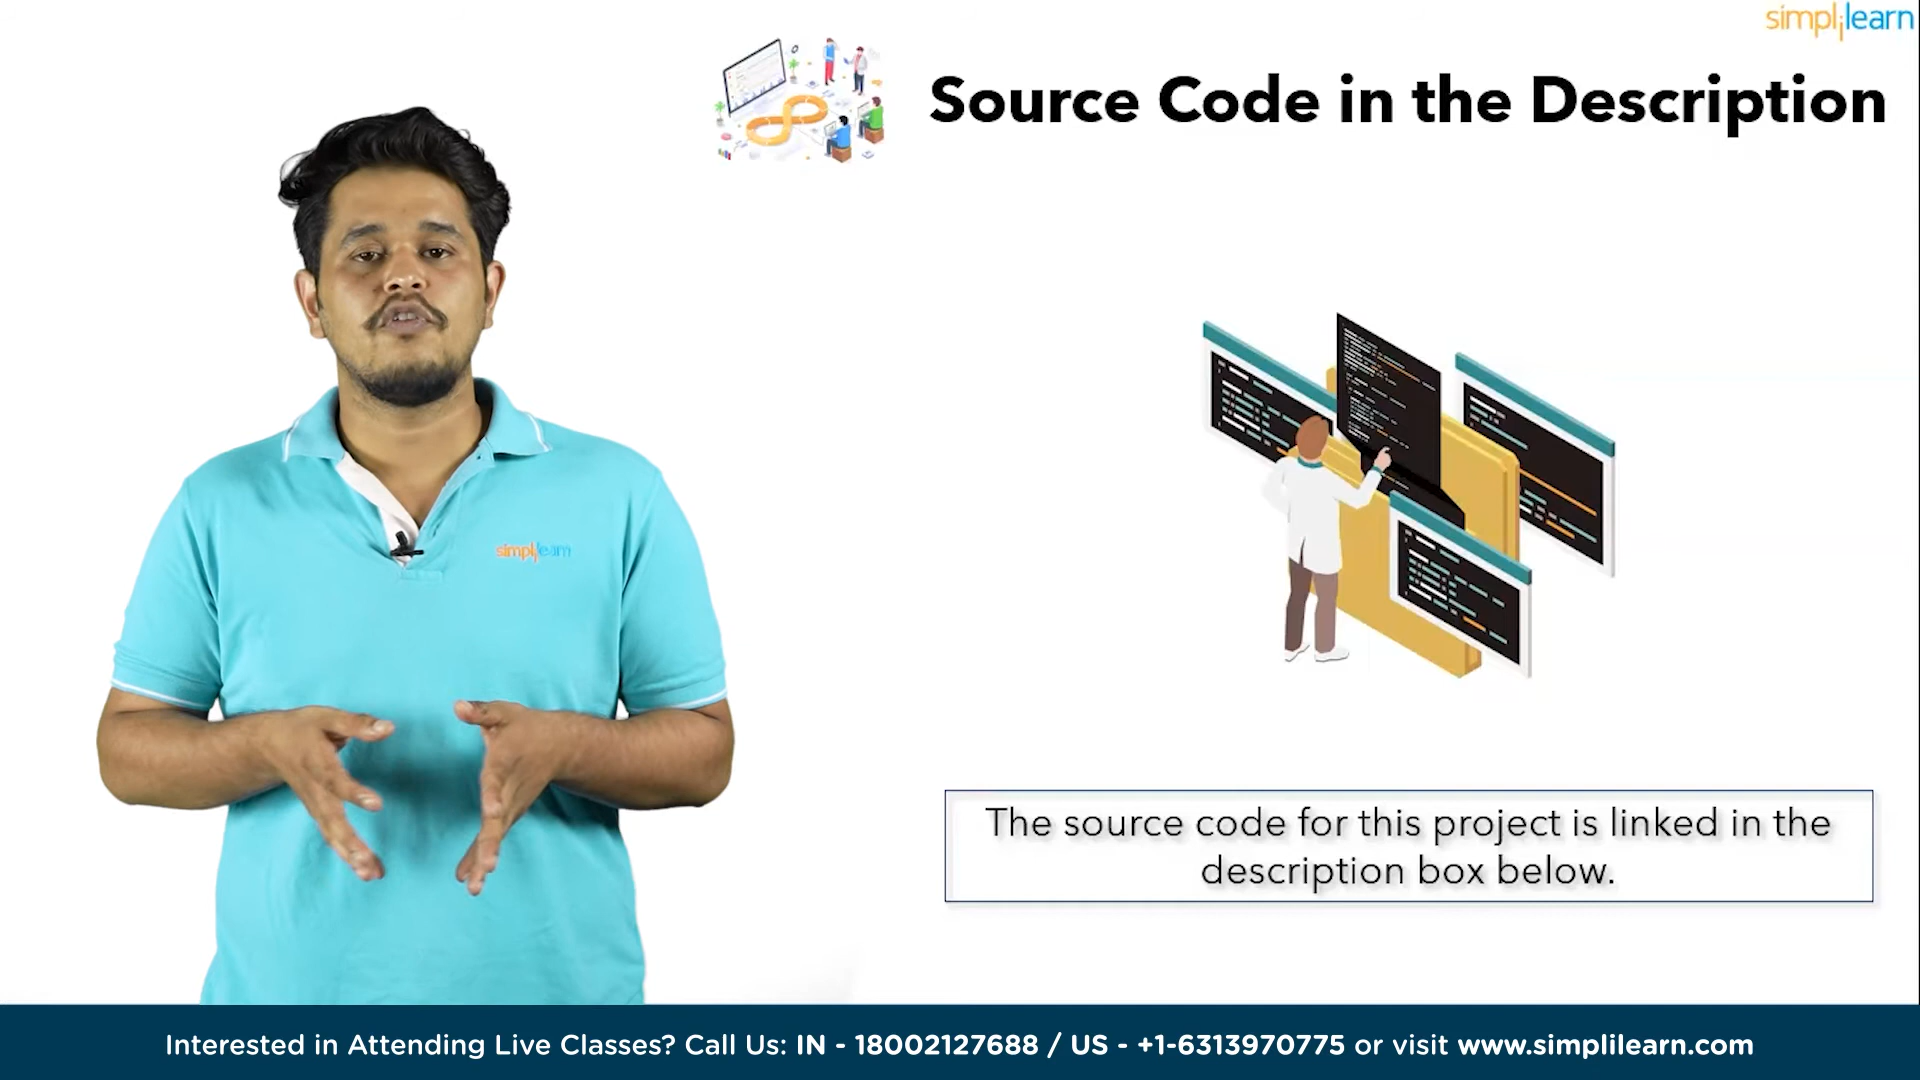 simplilearn
Source Code in the Description
simplilearn
The source code for this project is linked in the
description box below.
Interested in Attending Live Classes? Call Us: IN - 18002127688 / US - +1-6313970775 or visit www.simplilearn.com